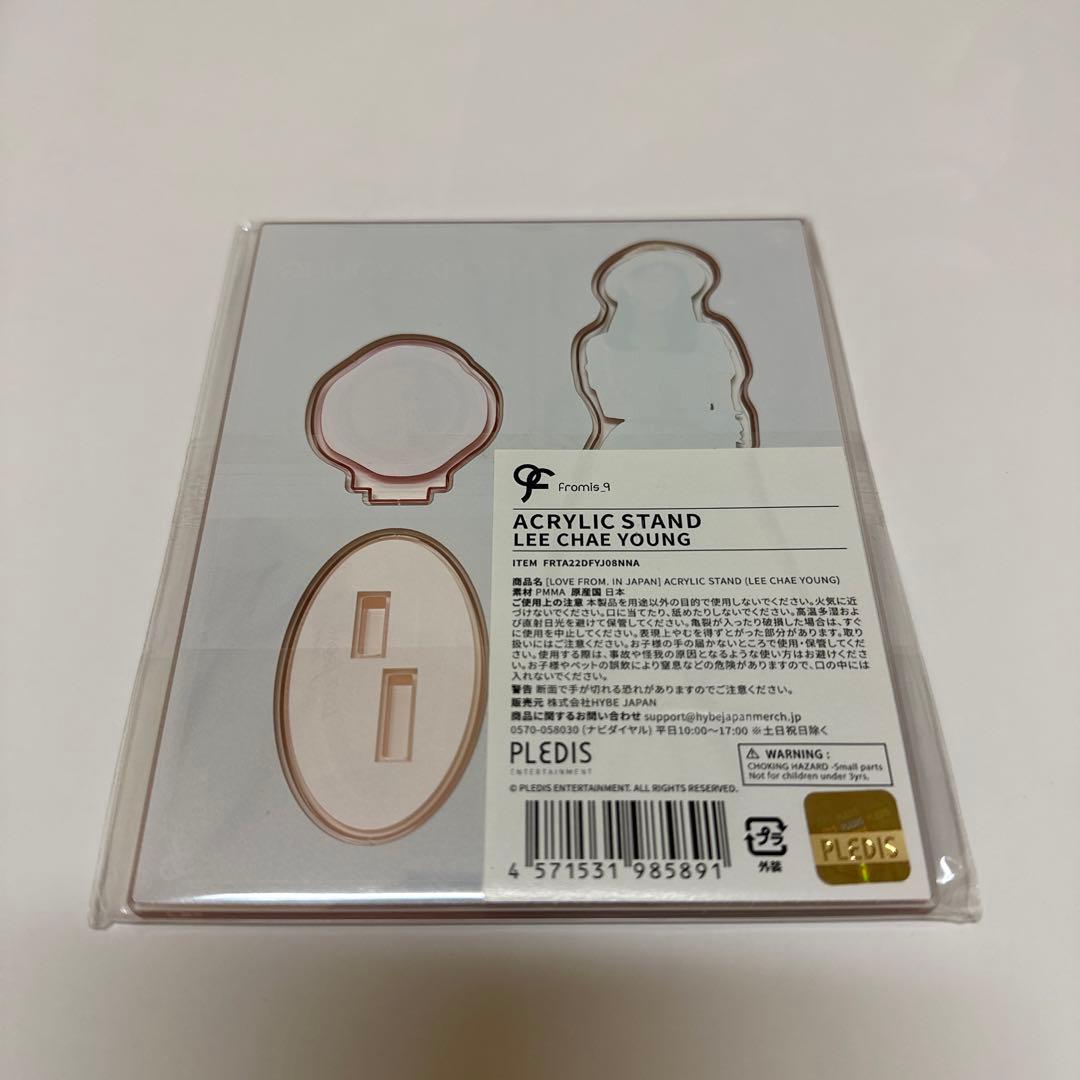 fromis_9
ACRYLIC STAND
LEE CHAE YOUNG
ITEM FRTA22DFYJ08NNA
商品名 [LOVE FROM. IN JAPAN] ACRYLIC STAND (LEE CHAE YOUNG)
素材 PMMA 原産国 日本
ご使用上の注意 本製品を用途以外の目的で使用しないでください。火気に近
づけないでください。口に当てたり、舐めたりしないでください。高温多湿およ
び直射日光を避けて保管してください。亀裂が入ったり破損した場合は、すぐ
に使用を中止してください。表現上やむを得ずとがった部分があります。取り
扱いにはご注意ください。お子様の手の届かないところで使用・保管してくださ
い。使用する際は、事故や怪我の原因となるような使い方はお避けください。
お子様やペットの誤飲により窒息などの危険がありますので、口の中には
入れないでください。
警告 断面で手が切れる恐れがありますのでご注意ください。
販売元 株式会社HYBE JAPAN
商品に関するお問い合わせ support@hybejapanmerch.jp
0570-058030 (ナビダイヤル) 平日10:00〜17:00 ※土日祝日除く
PLEDIS
ENTERTAINMENT
© PLEDIS ENTERTAINMENT. ALL RIGHTS RESERVED.
⚠ WARNING :
CHOKING HAZARD -Small parts
Not for children under 3yrs.
4 571531 985891
プラ
外装
PLEDIS